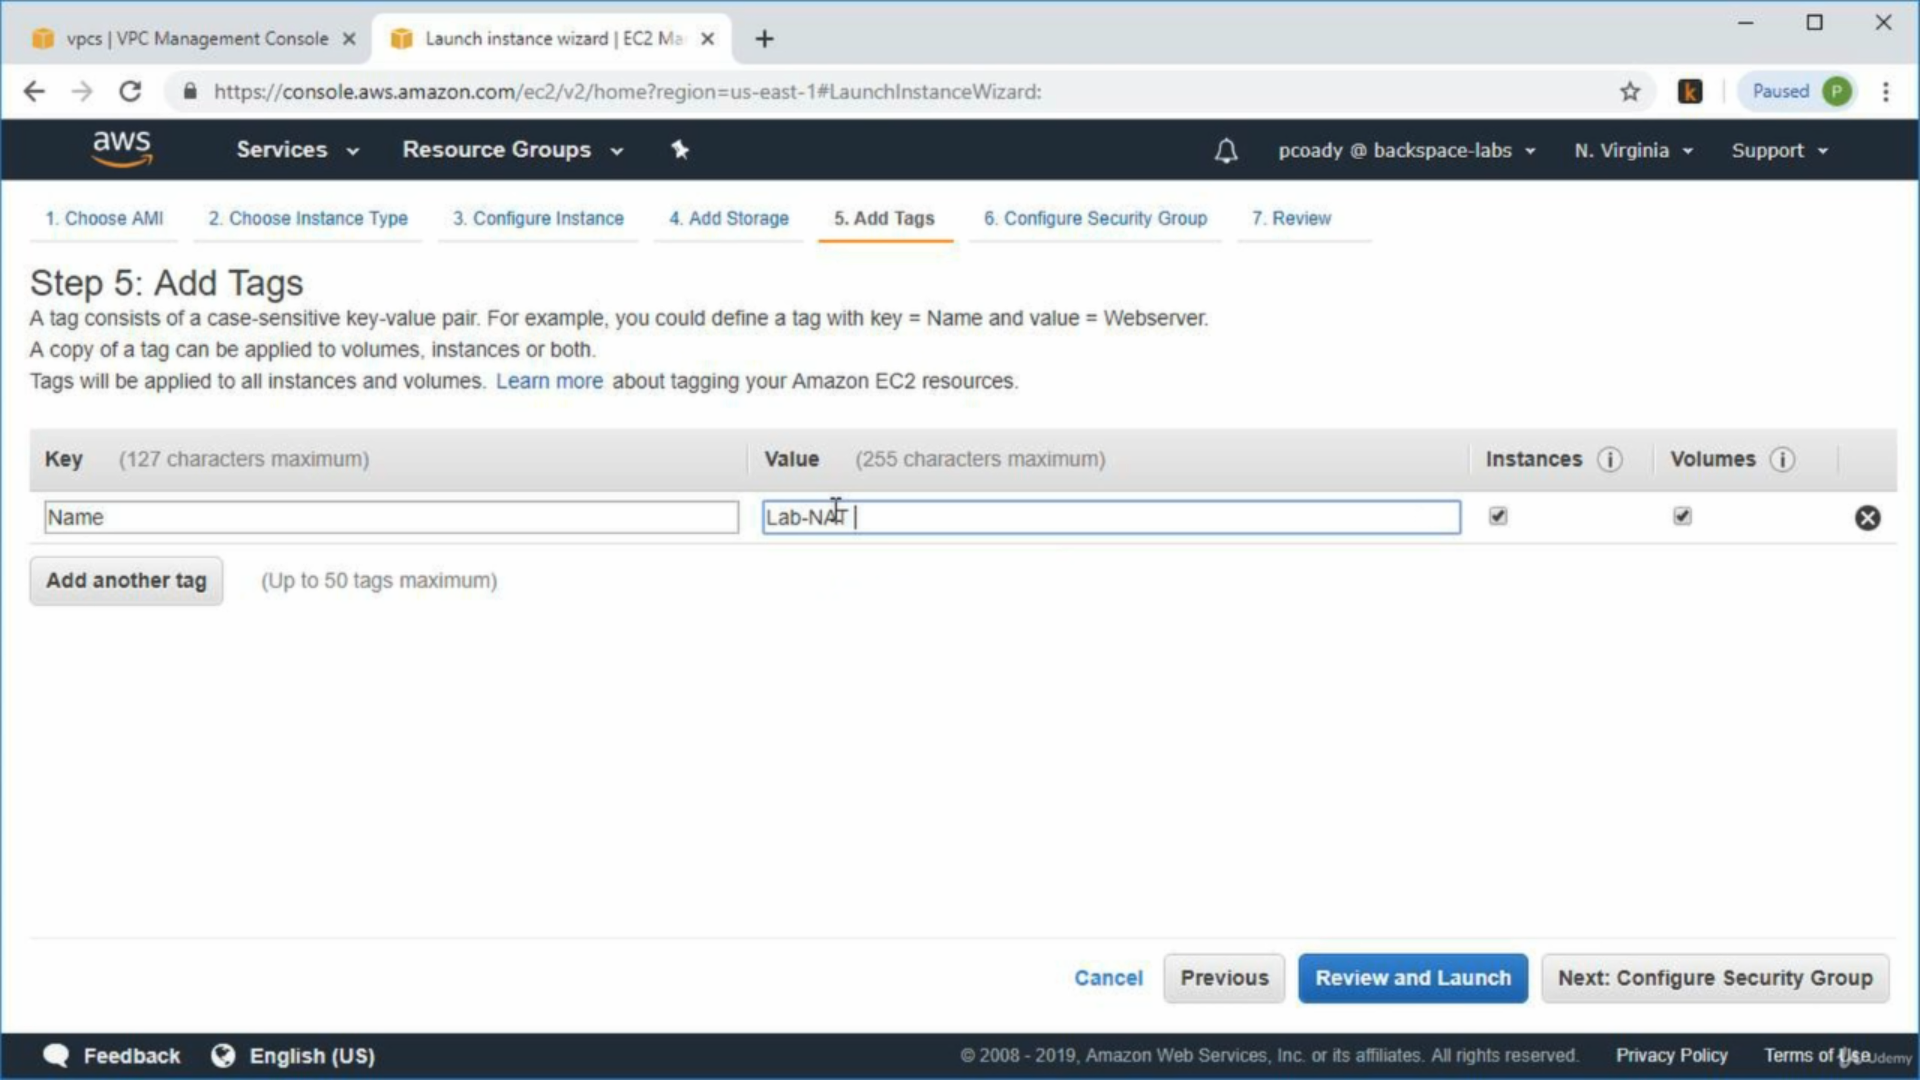 vpcs | VPC Management Console
Launch instance wizard | EC2 Ma
https://console.aws.amazon.com/ec2/v2/home?region=us-east-1#LaunchInstanceWizard:
k
Paused P
aws
Services
Resource Groups
pcoady @ backspace-labs
N. Virginia
Support
1. Choose AMI
2. Choose Instance Type
3. Configure Instance
4. Add Storage
5. Add Tags
6. Configure Security Group
7. Review
Step 5: Add Tags
A tag consists of a case-sensitive key-value pair. For example, you could define a tag with key = Name and value = Webserver.
A copy of a tag can be applied to volumes, instances or both.
Tags will be applied to all instances and volumes. Learn more about tagging your Amazon EC2 resources.
Key (127 characters maximum)
Value (255 characters maximum)
Instances i
Volumes i
Name
Lab-NAT
Add another tag
(Up to 50 tags maximum)
Cancel
Previous
Review and Launch
Next: Configure Security Group
Feedback
English (US)
© 2008 - 2019, Amazon Web Services, Inc. or its affiliates. All rights reserved.
Privacy Policy
Terms of Use
Udemy